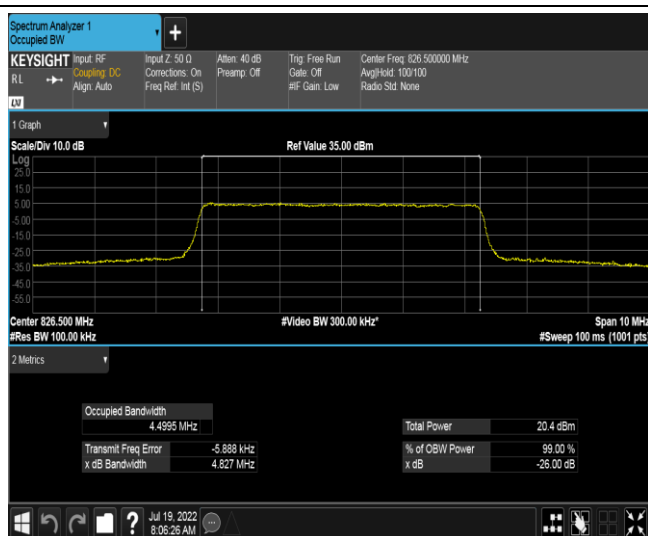 Spectrum Analyzer 1
Occupied BW
+
KEYSIGHT
RL
LXI
Input: RF
Coupling: DC
Align: Auto
Input Z: 50 Ω
Corrections: On
Freq Ref: Int (S)
Atten: 40 dB
Preamp: Off
Trig: Free Run
Gate: Off
#IF Gain: Low
Center Freq: 826.500000 MHz
Avg|Hold: 100/100
Radio Std: None
1 Graph
Scale/Div 10.0 dB
Ref Value 35.00 dBm
Log
25.0
15.0
5.00
-5.00
-15.0
-25.0
-35.0
-45.0
-55.0
Center 826.500 MHz
#Video BW 300.00 kHz*
Span 10 MHz
#Res BW 100.00 kHz
#Sweep 100 ms (1001 pts)
2 Metrics
Occupied Bandwidth
4.4995 MHz
Total Power 20.4 dBm
Transmit Freq Error -5.888 kHz
% of OBW Power 99.00 %
x dB Bandwidth 4.827 MHz
x dB -26.00 dB
?
Jul 19, 2022
8:06:26 AM